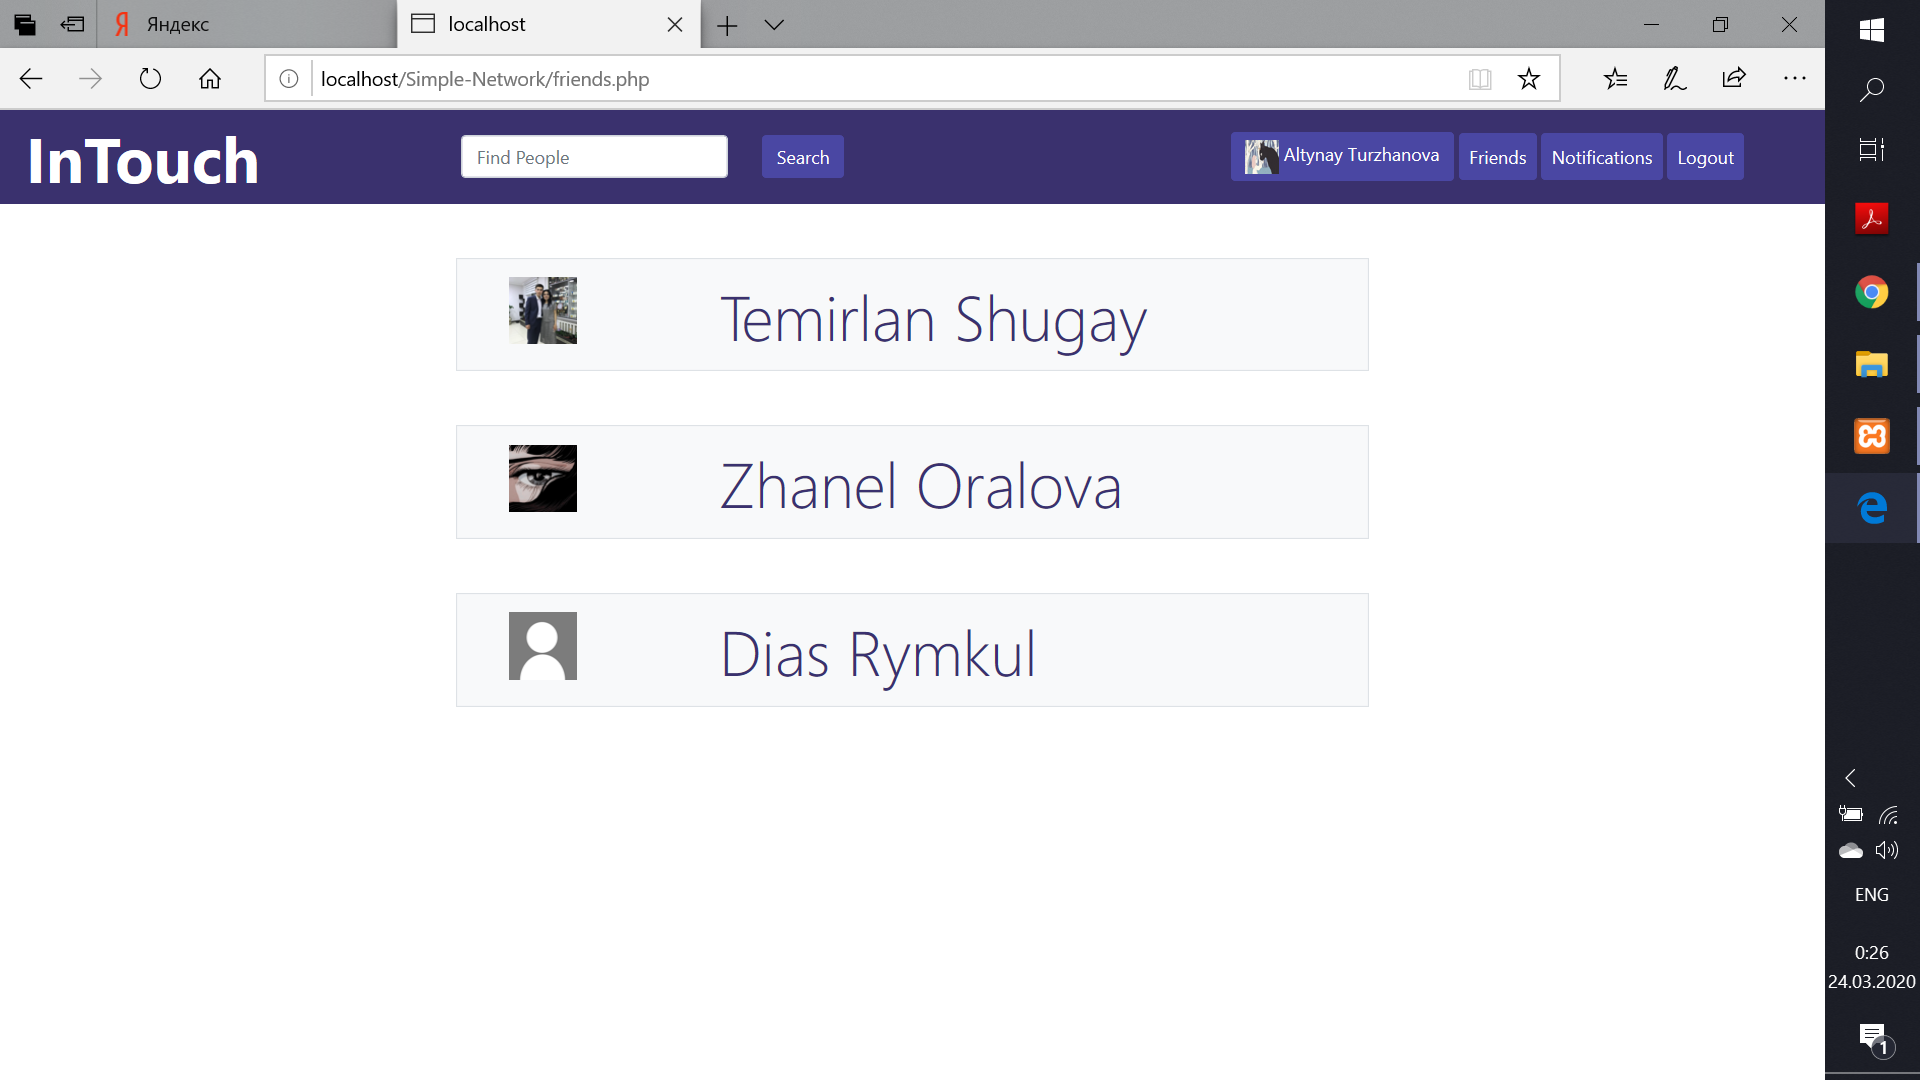 Яндекс
localhost
localhost/Simple-Network/friends.php
InTouch
Find People
Search
Altynay Turzhanova
Friends
Notifications
Logout
Temirlan Shugay
Zhanel Oralova
Dias Rymkul
ENG
0:26
24.03.2020
1